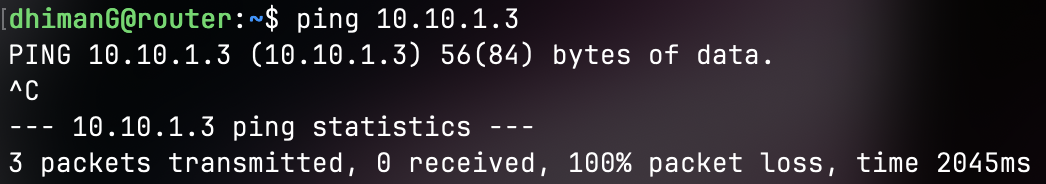 [dhimanG@router:~$ ping 10.10.1.3
PING 10.10.1.3 (10.10.1.3) 56(84) bytes of data.
^C
--- 10.10.1.3 ping statistics ---
3 packets transmitted, 0 received, 100% packet loss, time 2045ms